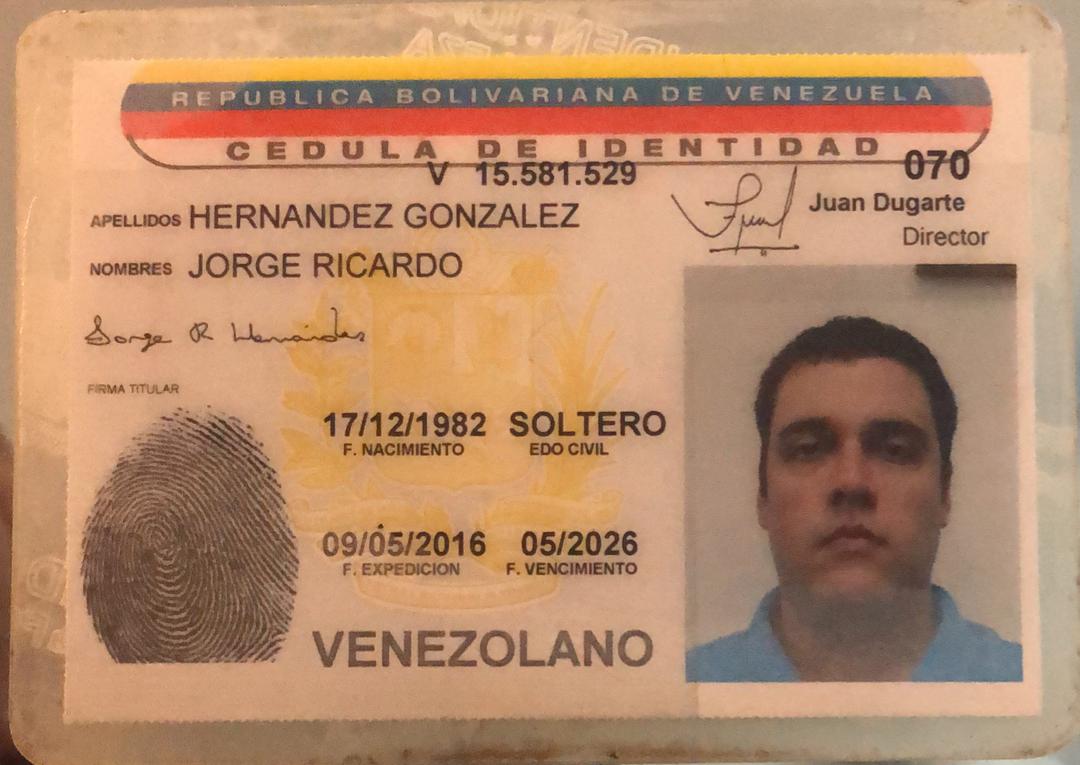 REPUBLICA BOLIVARIANA DE VENEZUELA
CEDULA DE IDENTIDAD
V 15.581.529
070
APELLIDOS HERNANDEZ GONZALEZ
Juan Dugarte
Director
NOMBRES JORGE RICARDO
Jorge R Hernández
FIRMA TITULAR
17/12/1982 SOLTERO
F. NACIMIENTO EDO CIVIL
09/05/2016 05/2026
F. EXPEDICION F. VENCIMIENTO
VENEZOLANO